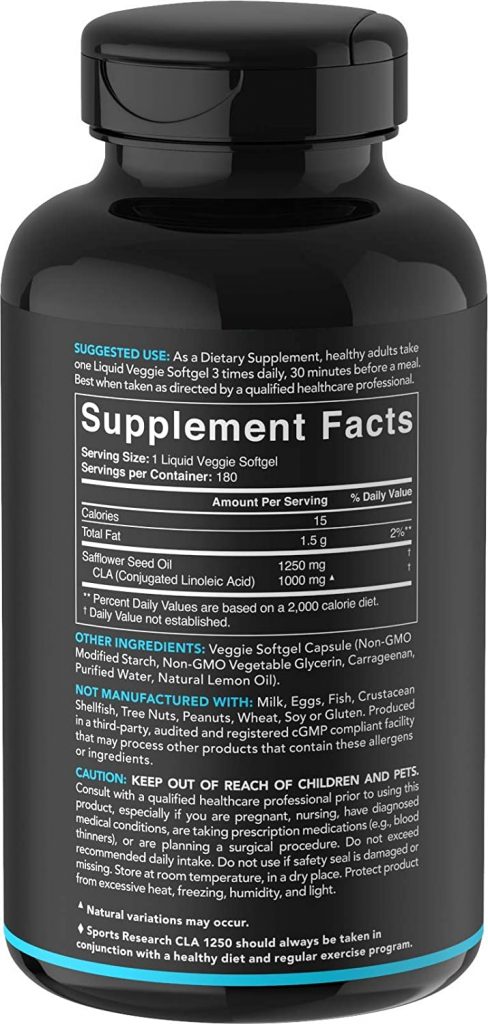 SUGGESTED USE: As a Dietary Supplement, healthy adults take
one Liquid Veggie Softgel 3 times daily, 30 minutes before a meal.
Best when taken as directed by a qualified healthcare professional.
Supplement Facts
Serving Size: 1 Liquid Veggie Softgel
Servings per Container: 180
Amount Per Serving % Daily Value
Calories 15
Total Fat 1.5 g 2%**
Safflower Seed Oil 1250 mg †
CLA (Conjugated Linoleic Acid) 1000 mg ▲ †
** Percent Daily Values are based on a 2,000 calorie diet.
† Daily Value not established.
OTHER INGREDIENTS: Veggie Softgel Capsule (Non-GMO
Modified Starch, Non-GMO Vegetable Glycerin, Carrageenan,
Purified Water, Natural Lemon Oil).
NOT MANUFACTURED WITH: Milk, Eggs, Fish, Crustacean
Shellfish, Tree Nuts, Peanuts, Wheat, Soy or Gluten. Produced
in a third-party, audited and registered cGMP compliant facility
that may process other products that contain these allergens
or ingredients.
CAUTION: KEEP OUT OF REACH OF CHILDREN AND PETS.
Consult with a qualified healthcare professional prior to using this
product, especially if you are pregnant, nursing, have diagnosed
medical conditions, are taking prescription medications (e.g., blood
thinners), or are planning a surgical procedure. Do not exceed
recommended daily intake. Do not use if safety seal is damaged or
missing. Store at room temperature, in a dry place. Protect product
from excessive heat, freezing, humidity, and light.
▲ Natural variations may occur.
♦ Sports Research CLA 1250 should always be taken in
conjunction with a healthy diet and regular exercise program.